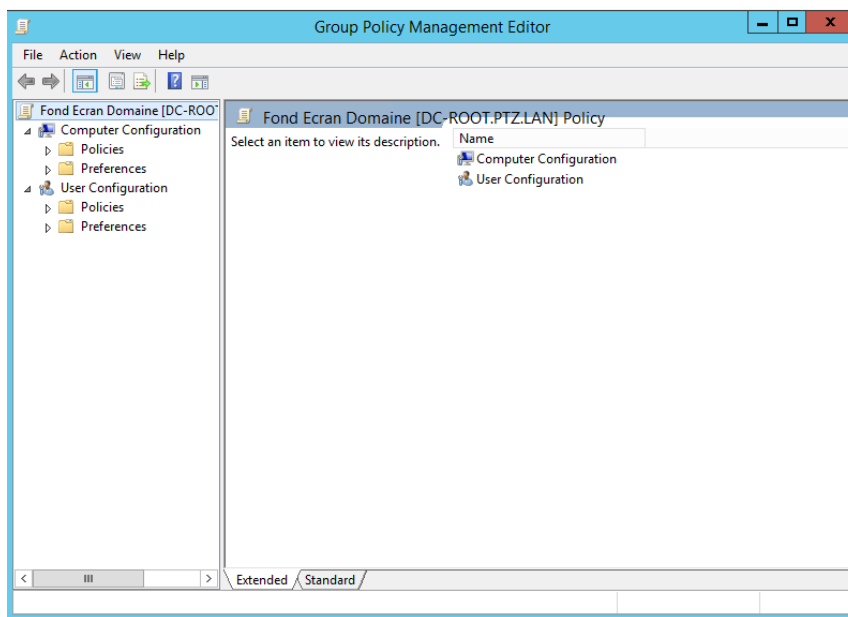 Group Policy Management Editor
File Action View Help
Fond Ecran Domaine [DC-ROO
Computer Configuration
Policies
Preferences
User Configuration
Policies
Preferences
Fond Ecran Domaine [DC-ROOT.PTZ.LAN] Policy
Select an item to view its description.
Name
Computer Configuration
User Configuration
Extended Standard